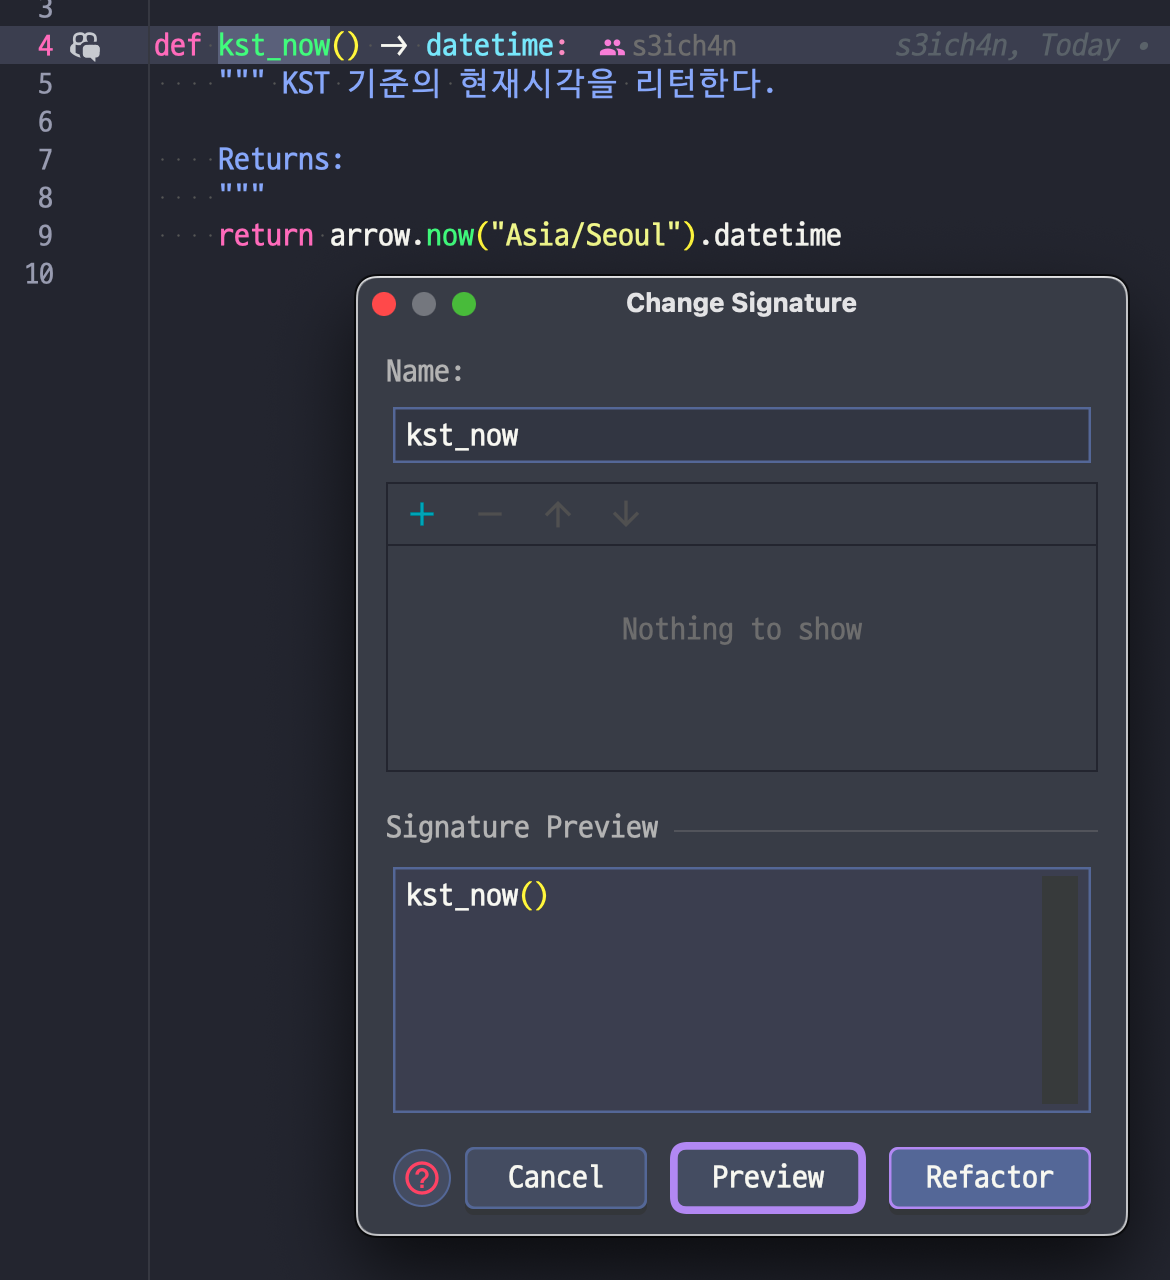 3
4 def kst_now() -> datetime: s3ich4n s3ich4n, Today •
5 """ KST 기준의 현재시각을 리턴한다.
6
7 Returns:
8 """
9 return arrow.now("Asia/Seoul").datetime
10
Change Signature
Name:
kst_now
Nothing to show
Signature Preview
kst_now()
Cancel Preview Refactor